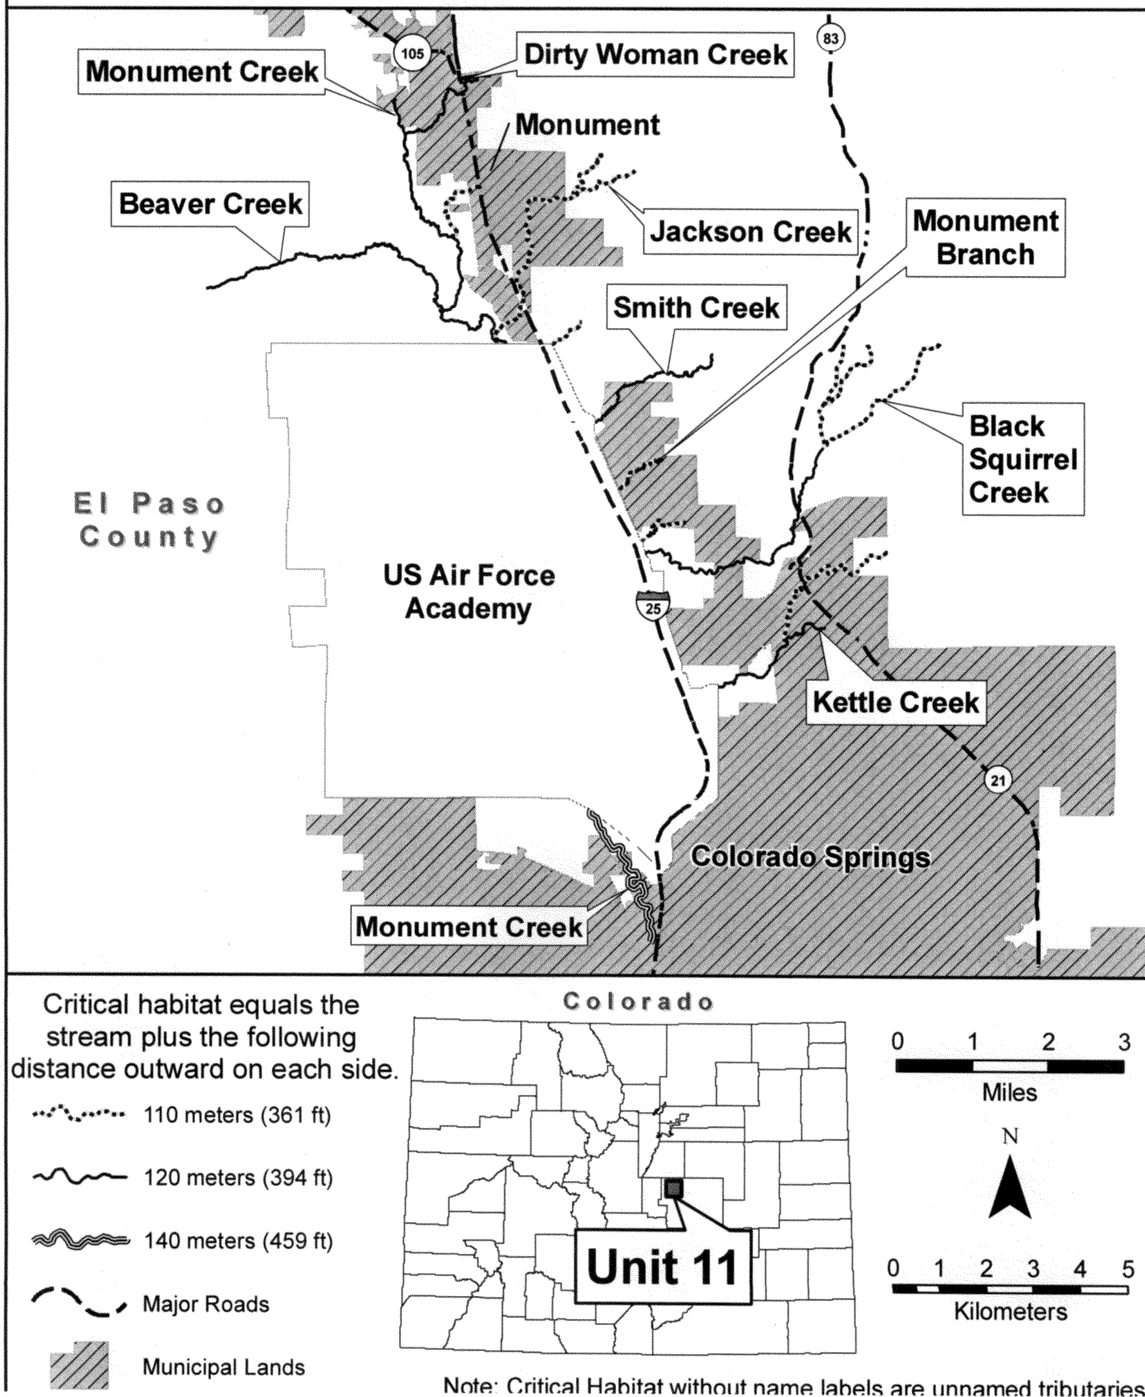 83
105
Dirty Woman Creek
Monument Creek
Monument
Beaver Creek
Jackson Creek
Monument
Branch
Smith Creek
Black
Squirrel
Creek
El Paso
County
US Air Force
Academy
25
Kettle Creek
21
Colorado Springs
Monument Creek
Critical habitat equals the
stream plus the following
distance outward on each side.
110 meters (361 ft)
120 meters (394 ft)
140 meters (459 ft)
Major Roads
Municipal Lands
Colorado
Unit 11
0 1 2 3
Miles
N
0 1 2 3 4 5
Kilometers
Note: Critical Habitat without name labels are unnamed tributaries